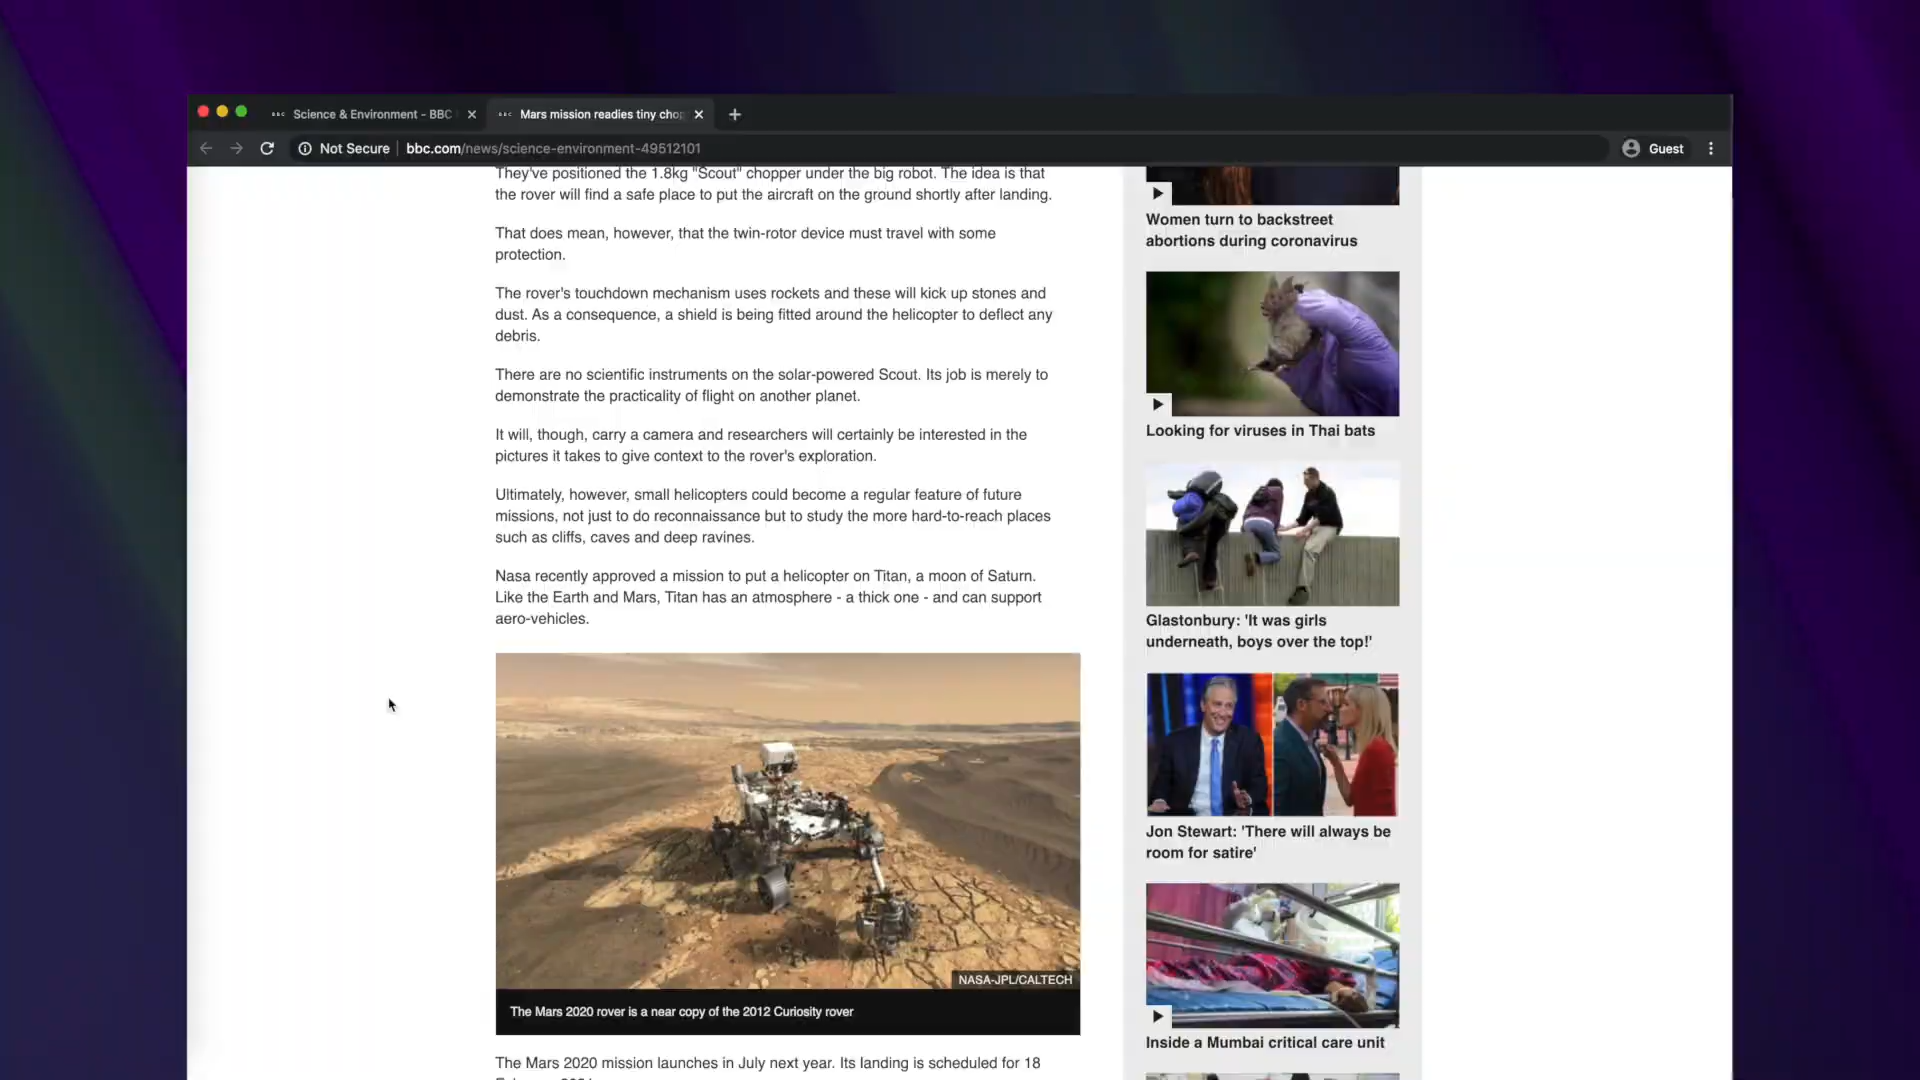 Science & Environment - BBC
Mars mission readies tiny chop
Not Secure
bbc.com/news/science-environment-49512101
Guest
They've positioned the 1.8kg "Scout" chopper under the big robot. The idea is that
the rover will find a safe place to put the aircraft on the ground shortly after landing.
That does mean, however, that the twin-rotor device must travel with some
protection.
The rover's touchdown mechanism uses rockets and these will kick up stones and
dust. As a consequence, a shield is being fitted around the helicopter to deflect any
debris.
There are no scientific instruments on the solar-powered Scout. Its job is merely to
demonstrate the practicality of flight on another planet.
It will, though, carry a camera and researchers will certainly be interested in the
pictures it takes to give context to the rover's exploration.
Ultimately, however, small helicopters could become a regular feature of future
missions, not just to do reconnaissance but to study the more hard-to-reach places
such as cliffs, caves and deep ravines.
Nasa recently approved a mission to put a helicopter on Titan, a moon of Saturn.
Like the Earth and Mars, Titan has an atmosphere - a thick one - and can support
aero-vehicles.
NASA-JPL/CALTECH
The Mars 2020 rover is a near copy of the 2012 Curiosity rover
The Mars 2020 mission launches in July next year. Its landing is scheduled for 18
Women turn to backstreet
abortions during coronavirus
Looking for viruses in Thai bats
Glastonbury: 'It was girls
underneath, boys over the top!'
Jon Stewart: 'There will always be
room for satire'
Inside a Mumbai critical care unit